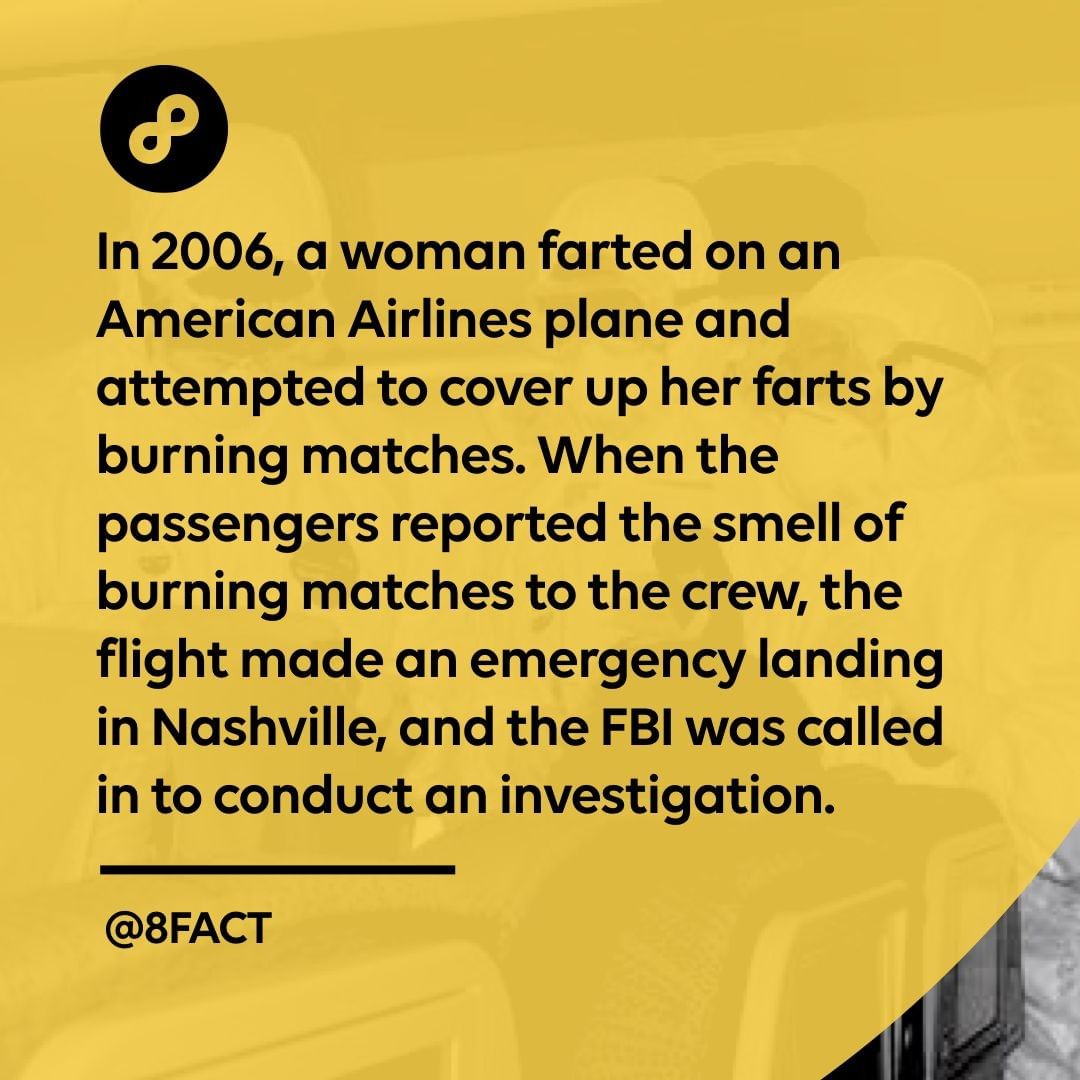 In 2006, a woman farted on an
American Airlines plane and
attempted to cover up her farts by
burning matches. When the
passengers reported the smell of
burning matches to the crew, the
flight made an emergency landing
in Nashville, and the FBI was called
in to conduct an investigation.
@8FACT